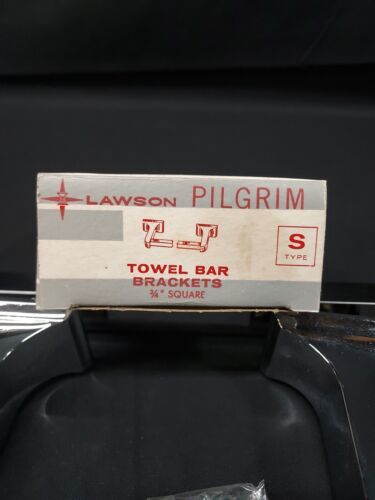 LAWSON PILGRIM
S
TYPE
TOWEL BAR
BRACKETS
3/4" SQUARE